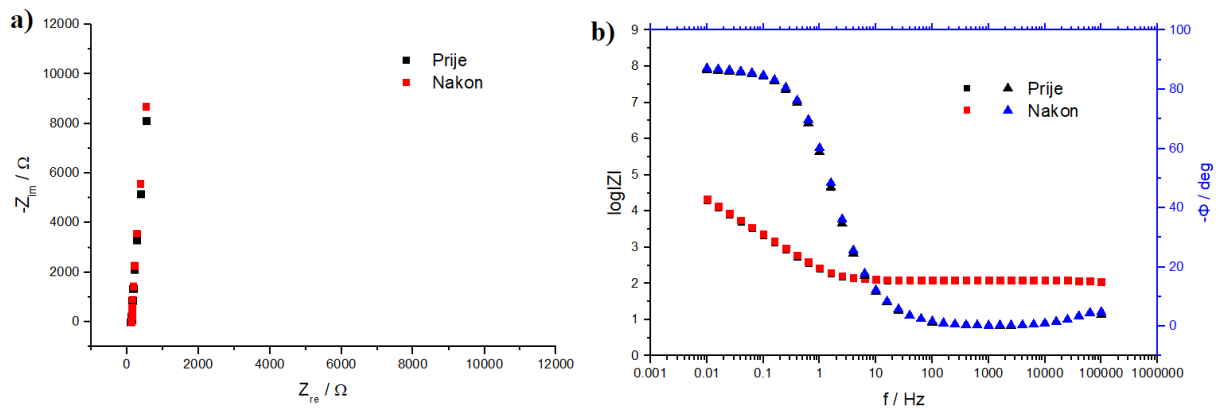 a)
12000
10000
8000
6000
4000
2000
0
-Z_im / Ω
0 2000 4000 6000 8000 10000 12000
Z_re / Ω
Prije
Nakon
b)
9
8
7
6
5
4
3
2
1
0
log|Z|
100
80
60
40
20
0
-Φ / deg
0.001 0.01 0.1 1 10 100 1000 10000 100000 1000000
f / Hz
Prije
Nakon